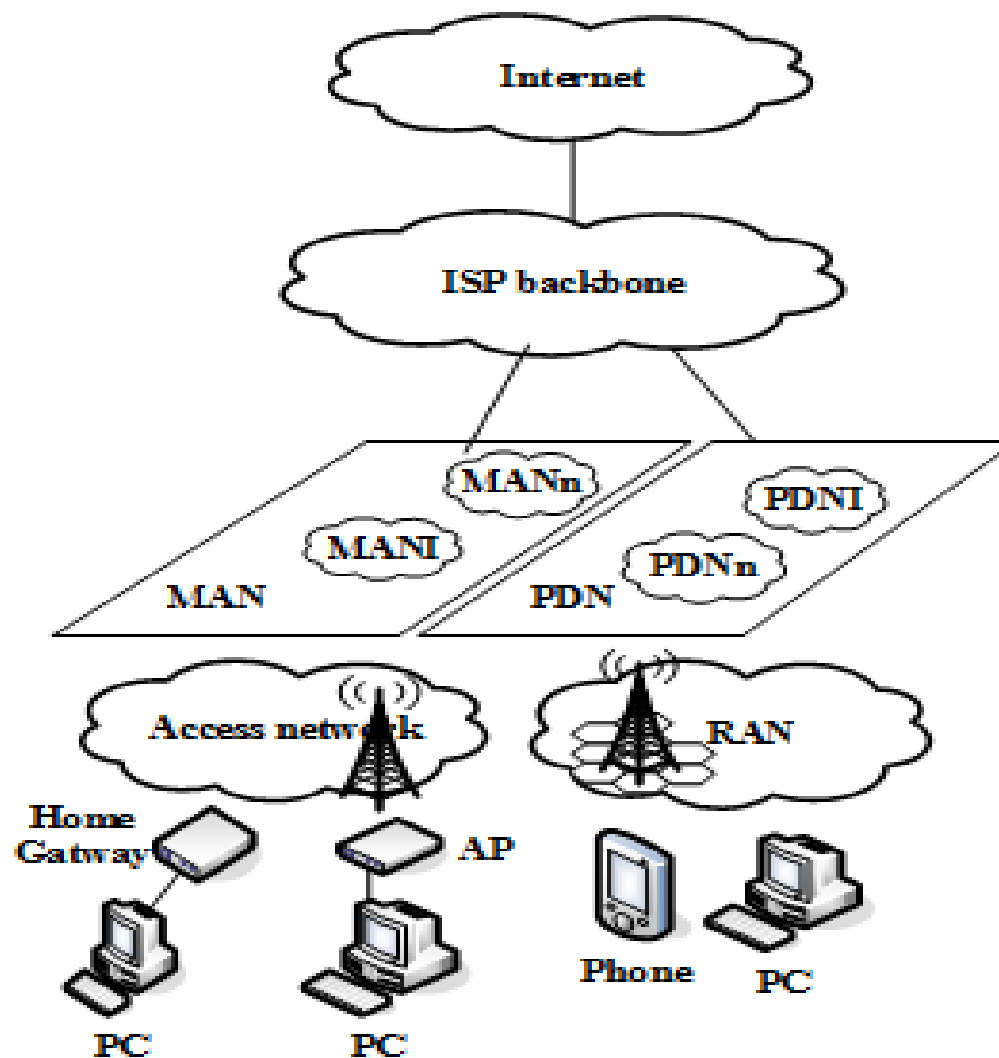 Internet
ISP backbone
MANn
MANI
MAN
PDNI
PDNn
PDN
Access network
RAN
Home
Gatway
AP
PC
PC
Phone
PC